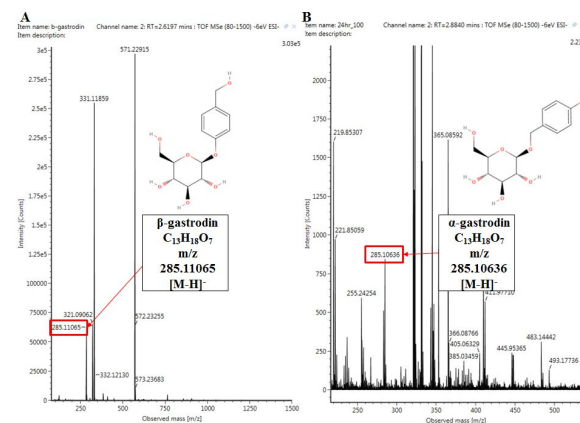 A
Item name: b-gastrodin Channel name: 2: RT=2.6197 mins : TOF MSe (80-1500) -6eV ESI-
Item description:
3.03e5
3e5
2.75e5
2.5e5
2.25e5
2e5
1.75e5
1.5e5
1.25e5
100000
75000
50000
25000
0
Intensity [Counts]
571.22915
331.11859
321.09062
285.11065
332.12130
572.23255
573.23683
H
O
O
O
O
H
O
H
O
H
O
H
β-gastrodin
C₁₃H₁₈O₇
m/z
285.11065
[M-H]⁻
250 500 750 1000 1250 1500
Observed mass [m/z]
B
Item name: 24hr_100 Channel name: 2: RT=2.8840 mins : TOF MSe (80-1500) -6eV ESI-
Item description:
2000
1750
1500
1250
1000
750
500
250
0
Intensity [Counts]
219.85307
221.85059
255.24254
285.10636
365.08592
366.08766
405.06329
385.03459
411.97710
445.95365
483.14442
493.17736
H
O
O
O
O
H
O
H
O
H
α-gastrodin
C₁₃H₁₈O₇
m/z
285.10636
[M-H]⁻
250 300 350 400 450 500
Observed mass [m/z]